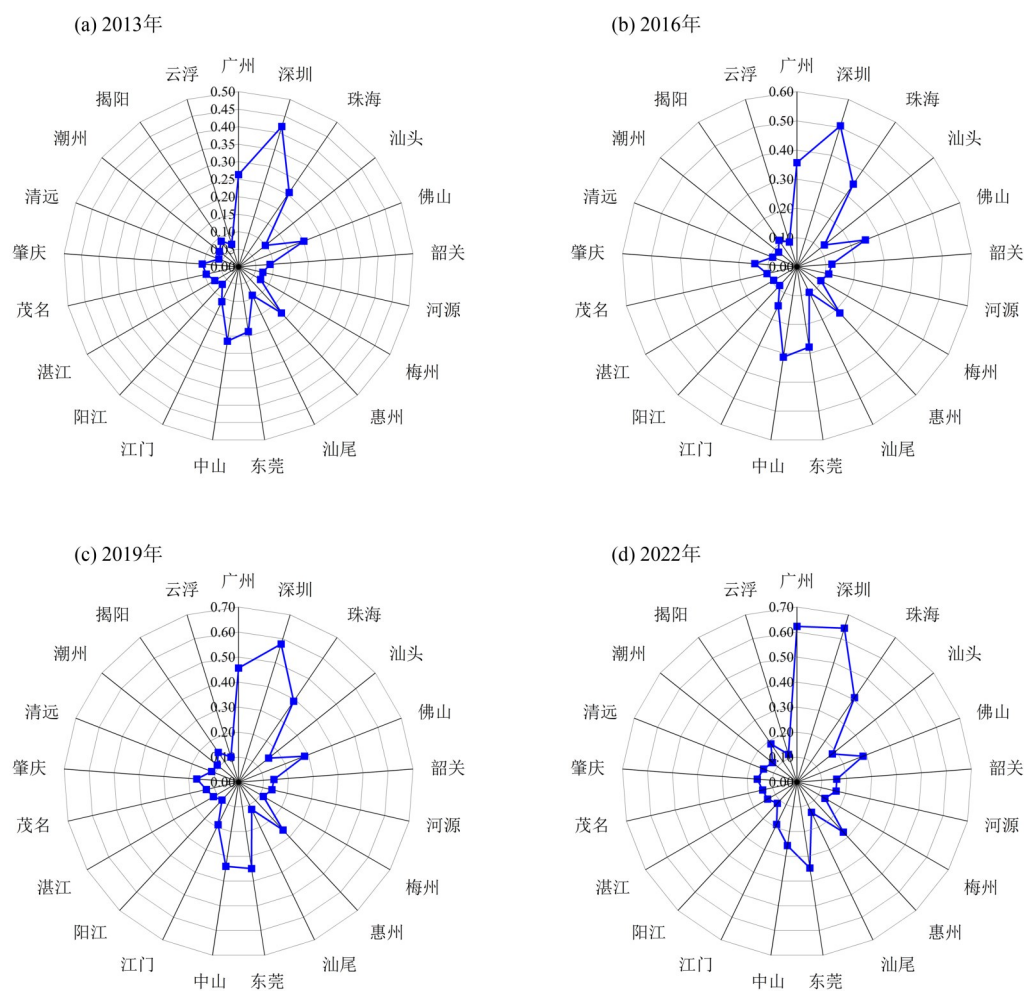 (a) 2013年
广州
深圳
珠海
汕头
佛山
韶关
河源
梅州
惠州
汕尾
东莞
中山
江门
阳江
湛江
茂名
肇庆
清远
潮州
揭阳
云浮
0.50
0.45
0.40
0.35
0.30
0.25
0.20
0.15
0.10
0.05
0.00
(b) 2016年
广州
深圳
珠海
汕头
佛山
韶关
河源
梅州
惠州
汕尾
东莞
中山
江门
阳江
湛江
茂名
肇庆
清远
潮州
揭阳
云浮
0.60
0.50
0.40
0.30
0.20
0.10
0.00
(c) 2019年
广州
深圳
珠海
汕头
佛山
韶关
河源
梅州
惠州
汕尾
东莞
中山
江门
阳江
湛江
茂名
肇庆
清远
潮州
揭阳
云浮
0.70
0.60
0.50
0.40
0.30
0.20
0.10
0.00
(d) 2022年
广州
深圳
珠海
汕头
佛山
韶关
河源
梅州
惠州
汕尾
东莞
中山
江门
阳江
湛江
茂名
肇庆
清远
潮州
揭阳
云浮
0.70
0.60
0.50
0.40
0.30
0.20
0.10
0.00